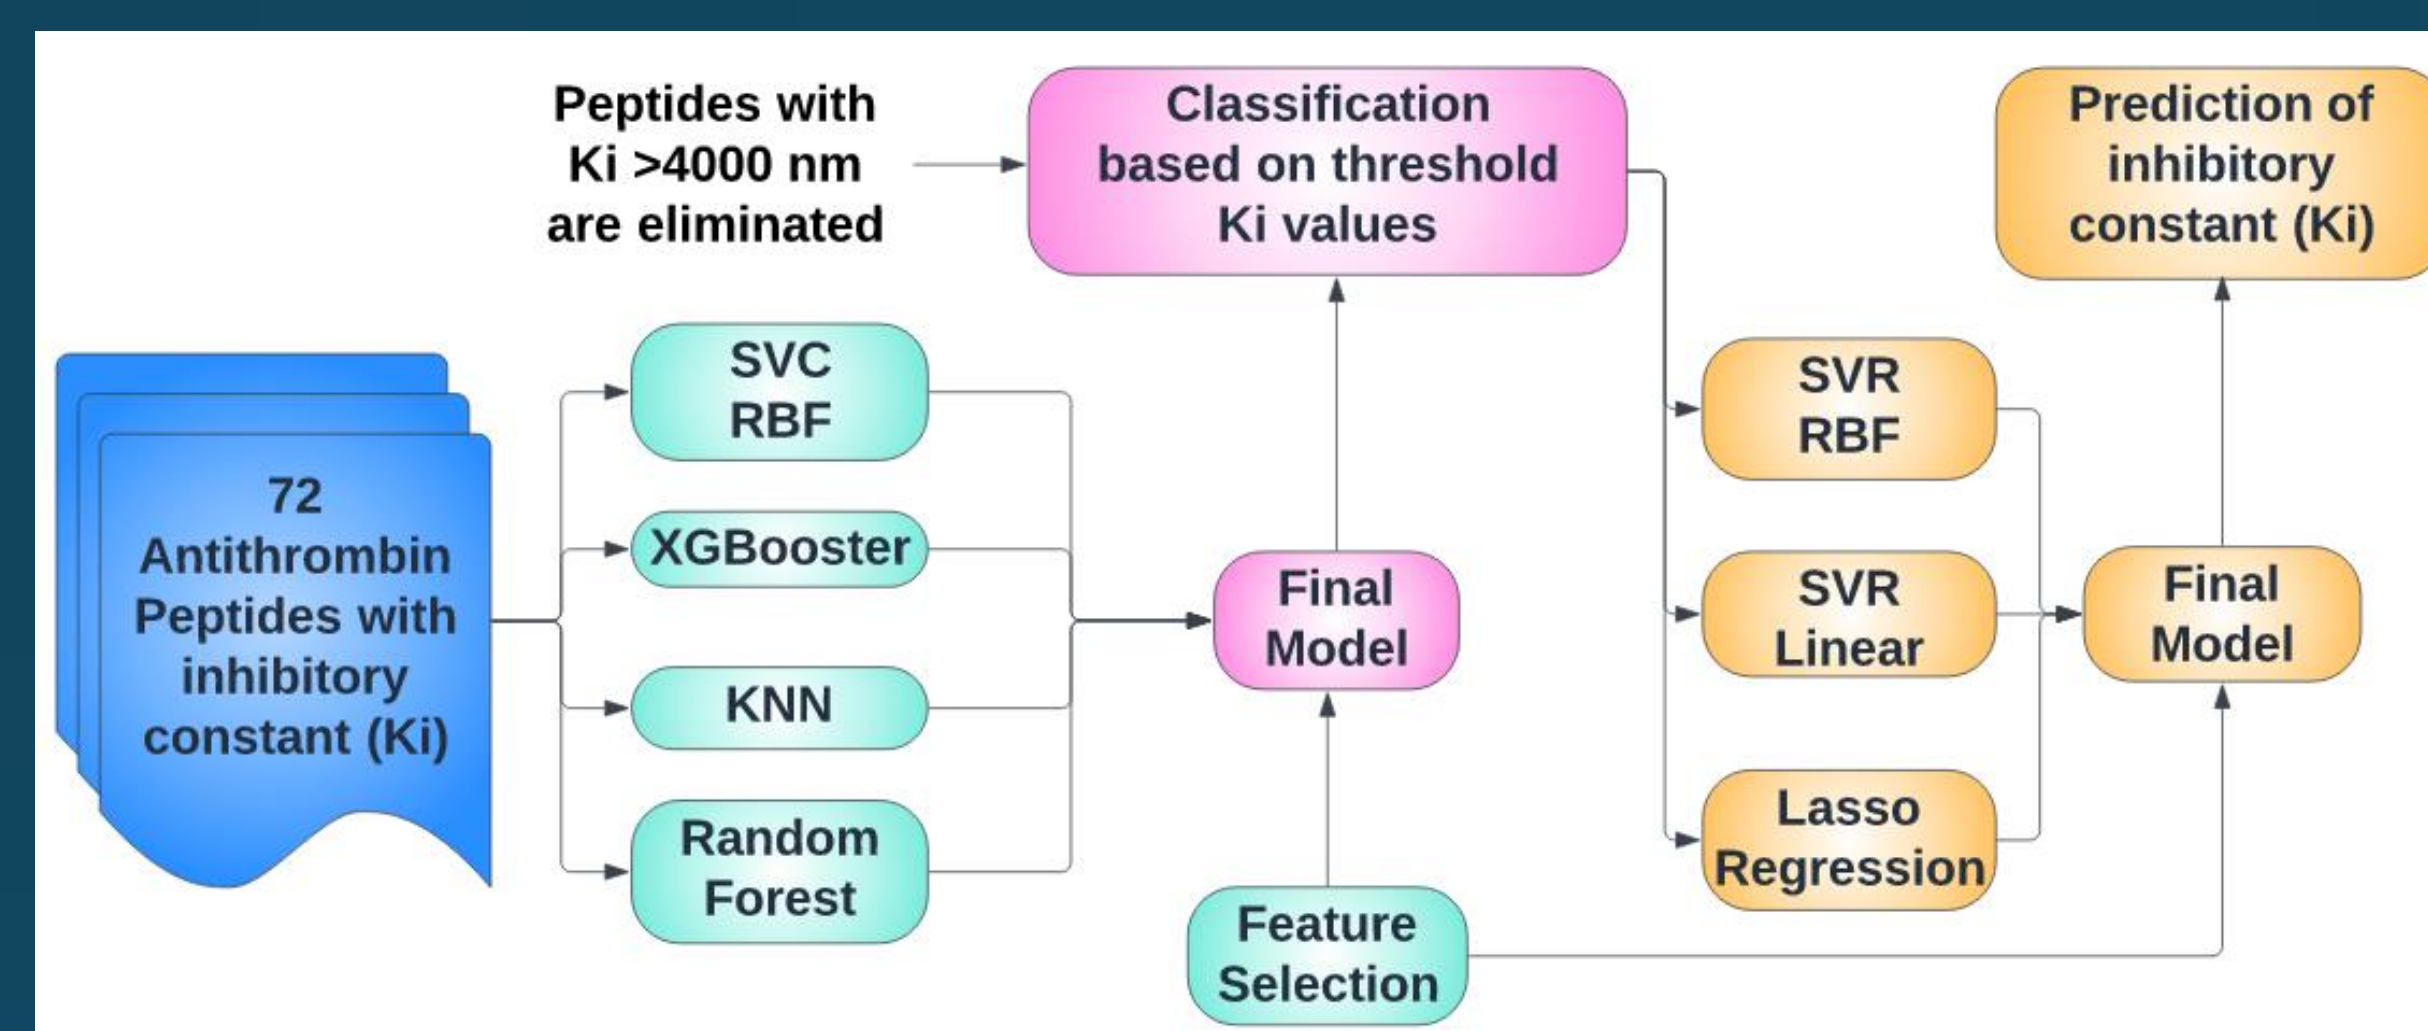 Peptides with
Ki >4000 nm
are eliminated
Classification
based on threshold
Ki values
Prediction of
inhibitory
constant (Ki)
72
Antithrombin
Peptides with
inhibitory
constant (Ki)
SVC
RBF
XGBooster
KNN
Random
Forest
Final
Model
Feature
Selection
SVR
RBF
SVR
Linear
Lasso
Regression
Final
Model